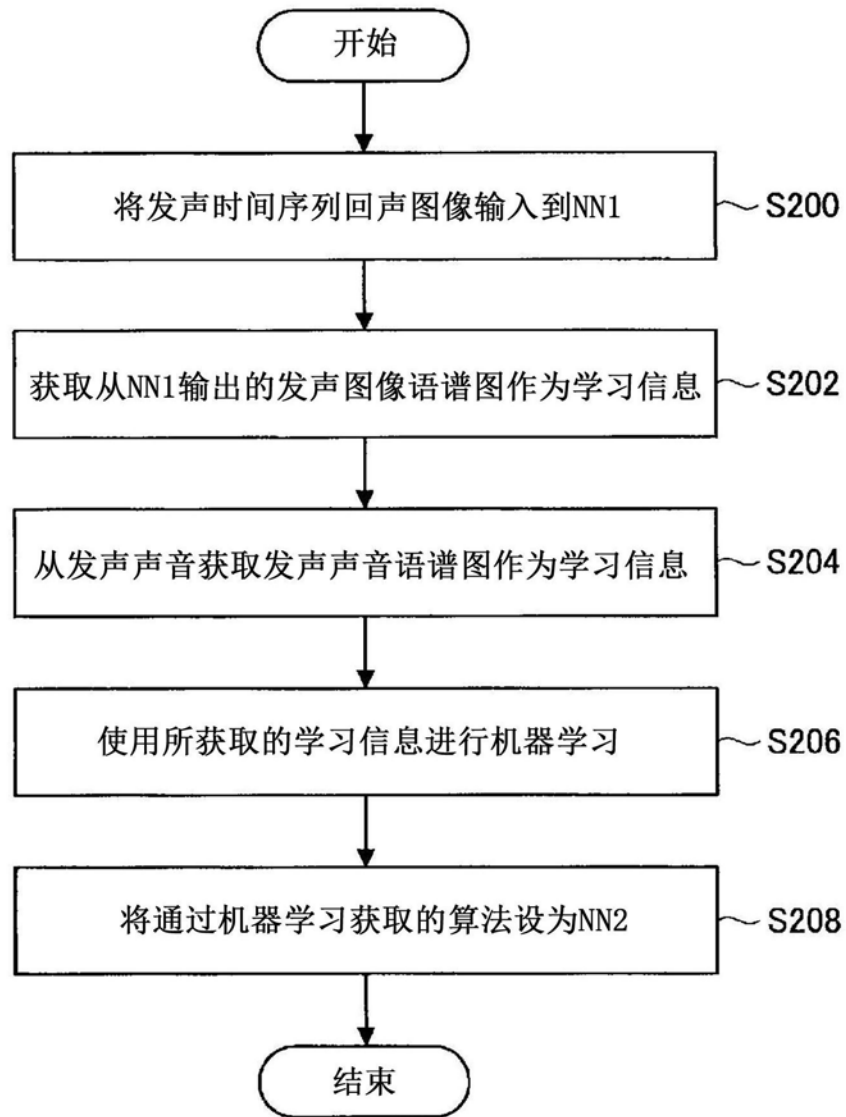 开始
将发声时间序列回声图像输入到NN1
S200
获取从NN1输出的发声图像语谱图作为学习信息
S202
从发声声音获取发声声音语谱图作为学习信息
S204
使用所获取的学习信息进行机器学习
S206
将通过机器学习获取的算法设为NN2
S208
结束